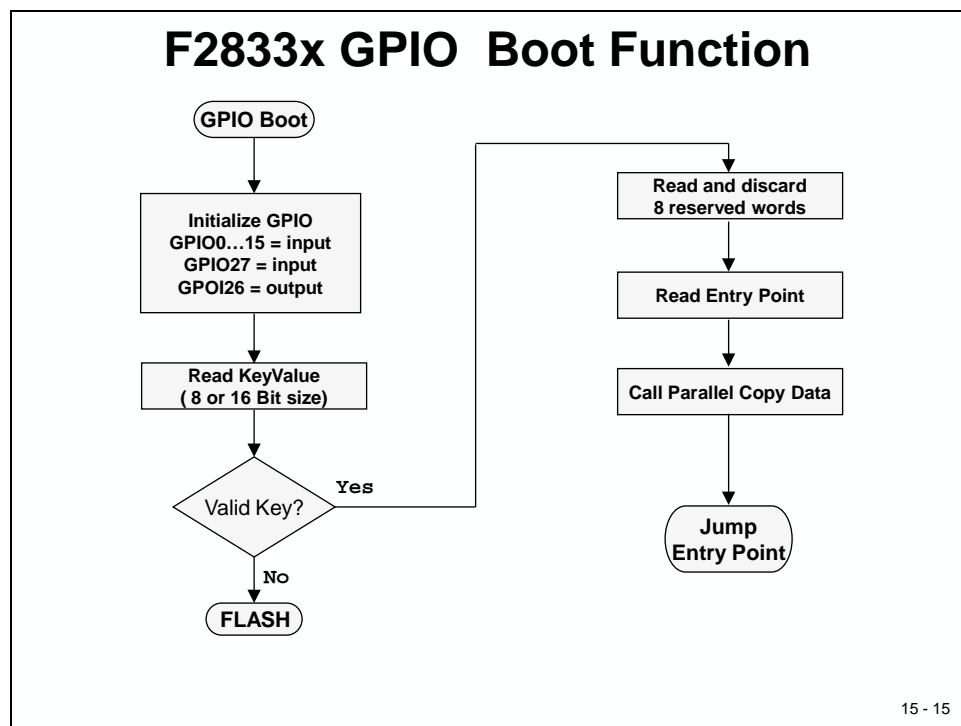 F2833x GPIO  Boot Function
GPIO Boot
Initialize GPIO
GPIO0…15 = input
GPIO27 = input
GPOI26 = output
Read KeyValue
( 8 or 16 Bit size)
Valid Key?
Yes
No
FLASH
Read and discard
8 reserved words
Read Entry Point
Call Parallel Copy Data
Jump
Entry Point
15 - 15